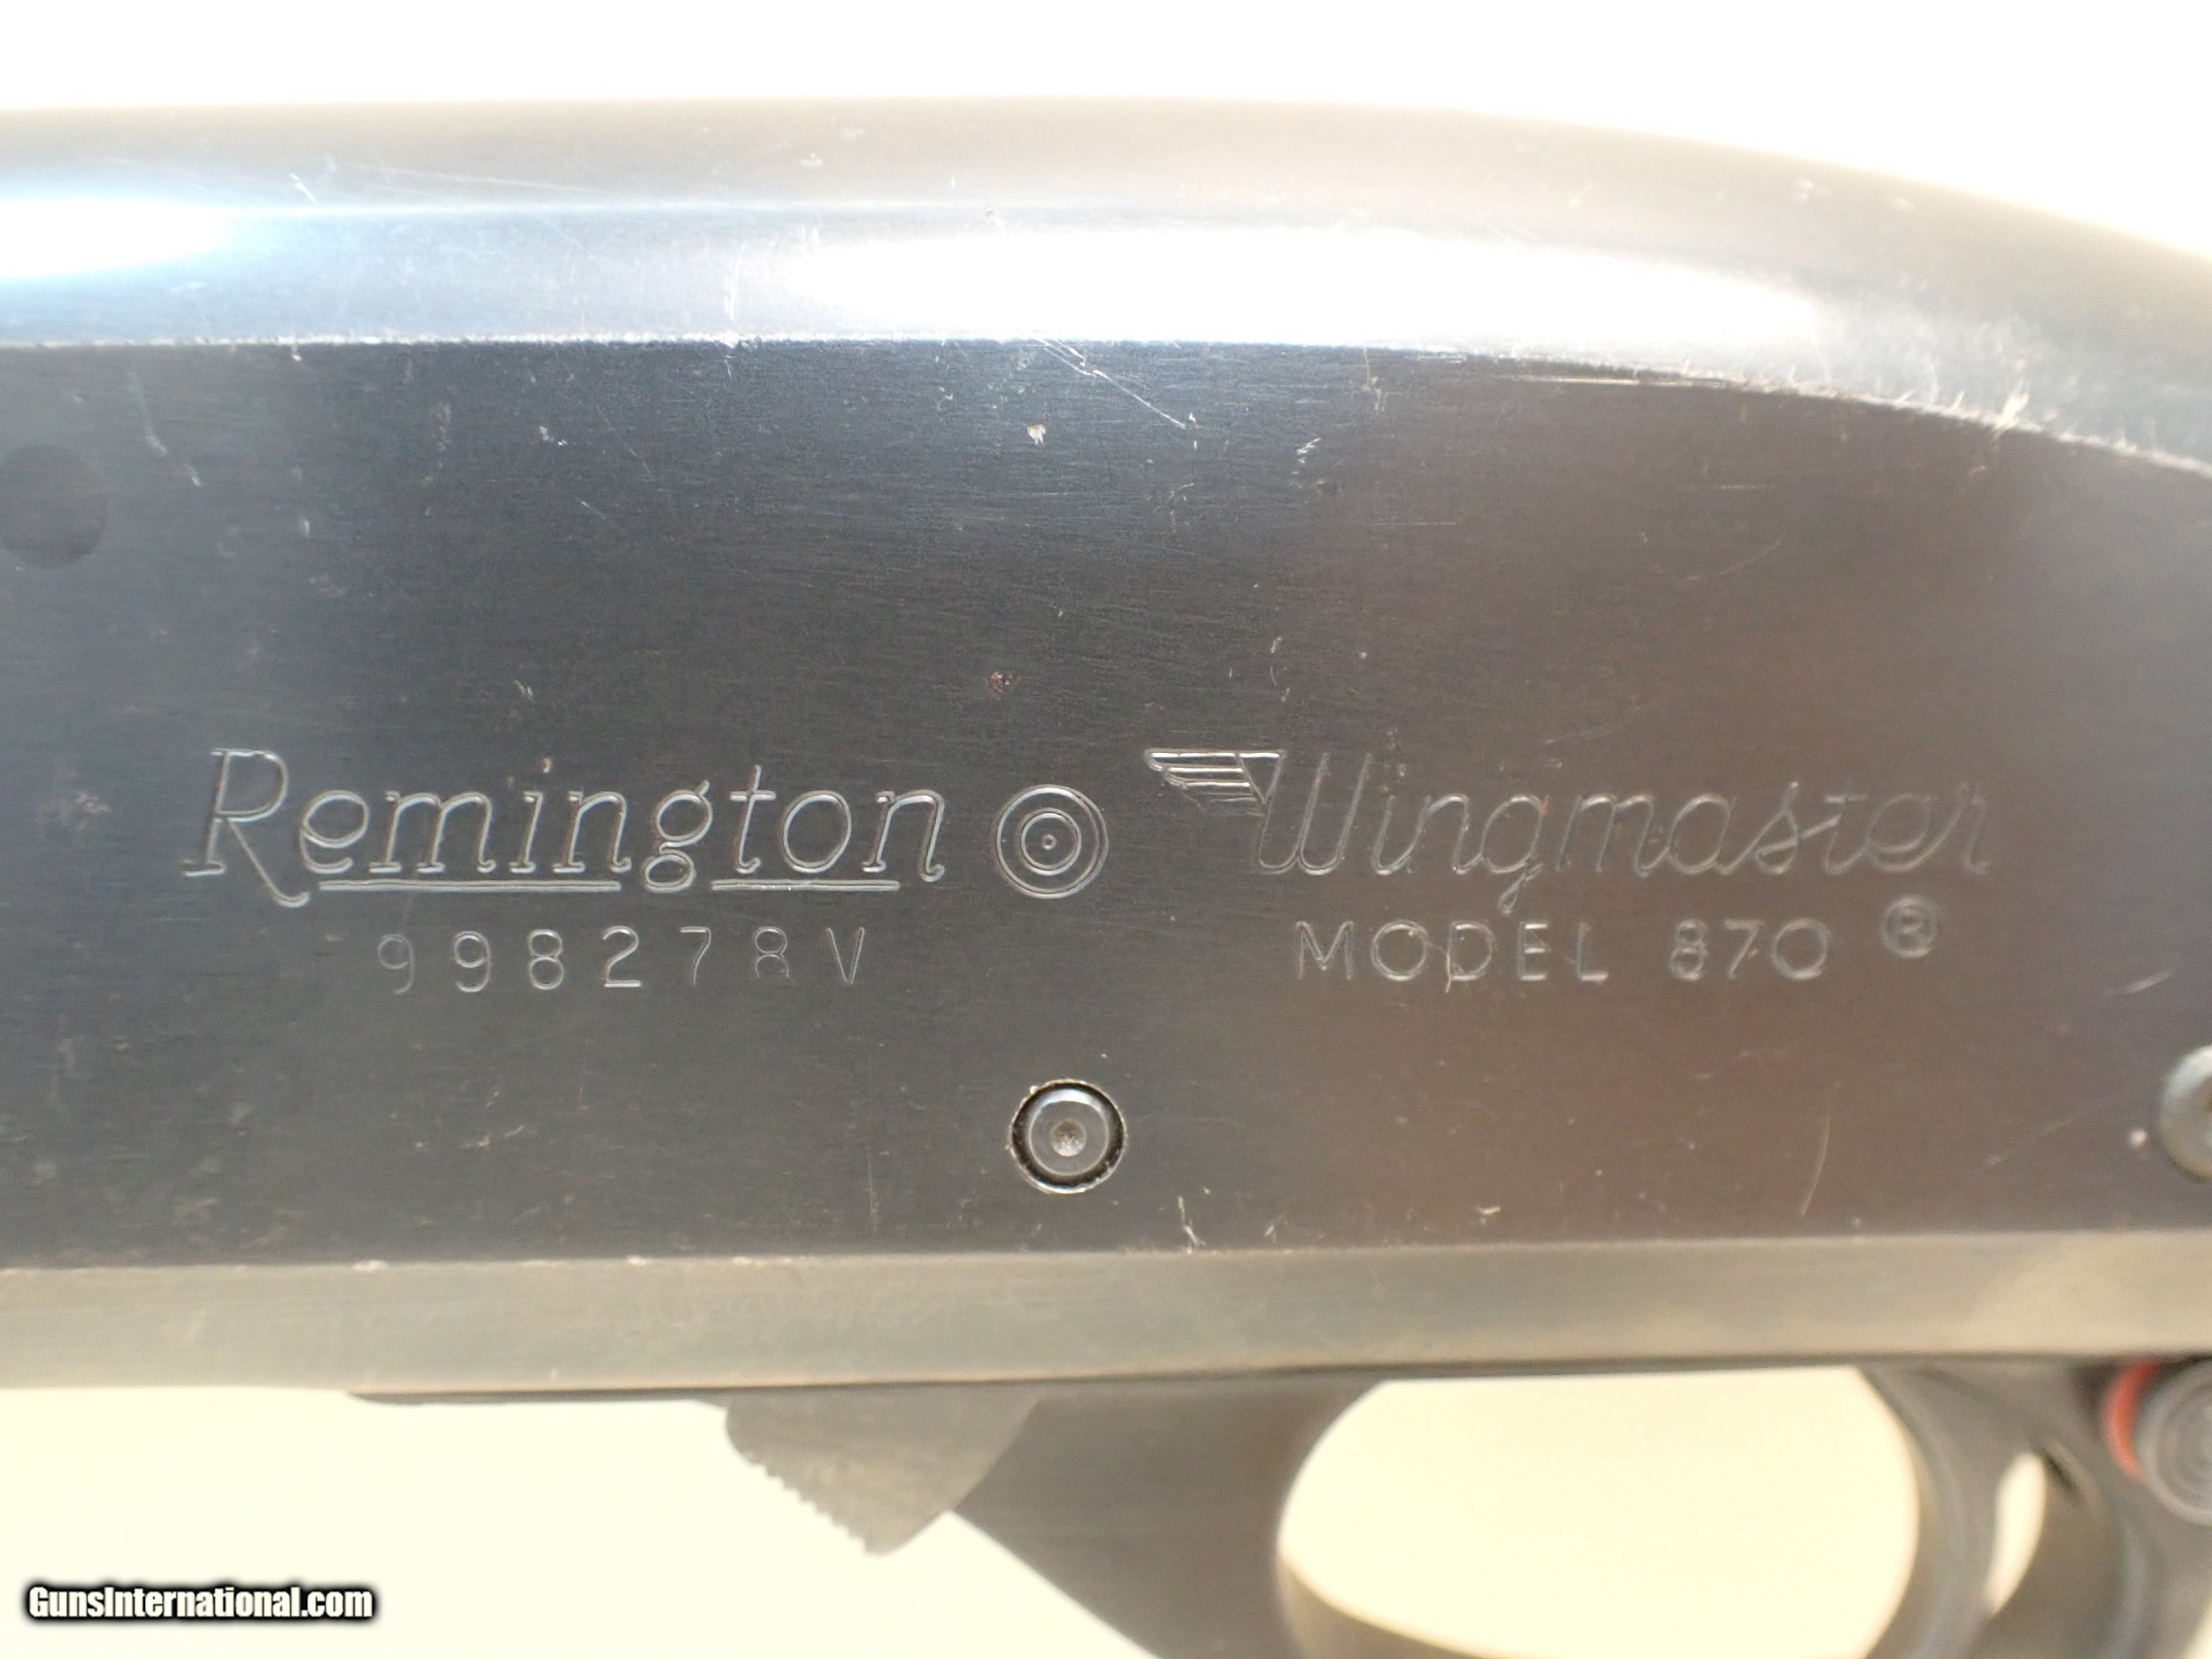 Remington Wingmaster
998278V MODEL 870 ®
GunsInternational.com